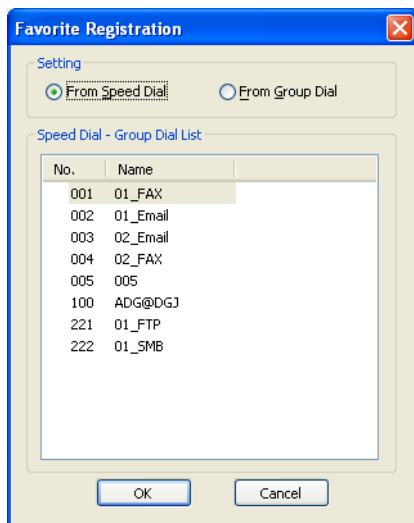 Favorite Registration
Setting
From Speed Dial From Group Dial
Speed Dial - Group Dial List
No. Name
001 01_FAX
002 01_Email
003 02_Email
004 02_FAX
005 005
100 ADG@DGJ
221 01_FTP
222 01_SMB
OK Cancel